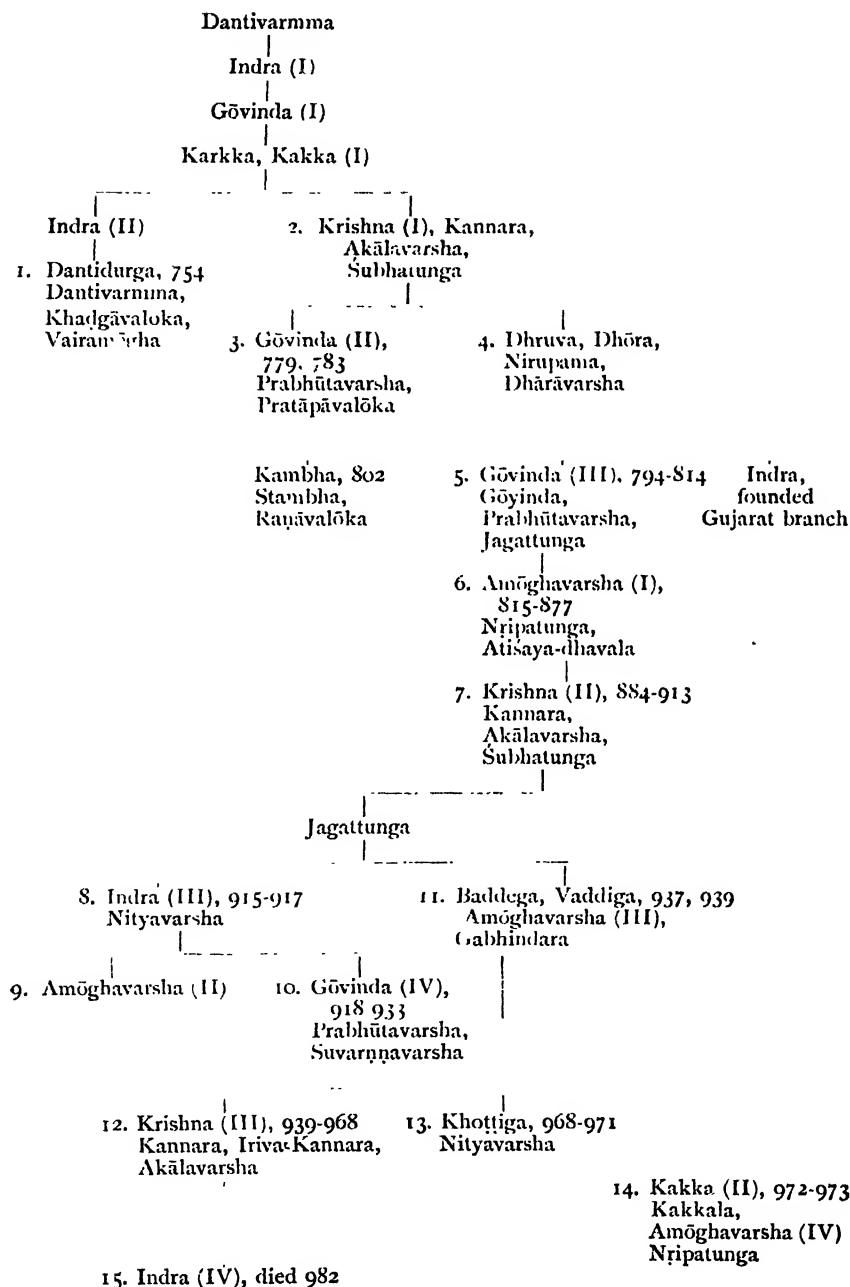 Dantivarmma
Indra (I)
Gōvinda (I)
Karkka, Kakka (I)
Indra (II)
1. Dantidurga, 754
Dantivarmma,
Khaḍgāvaloka,
2. Krishna (I), Kannara,
Akālavarsha,
Śubhatunga
3. Gōvinda (II),
779, 783
Prabhūtavarsha,
Pratāpāvalōka
4. Dhruva, Dhōra,
Nirupama,
Dhārāvarsha
Kambha, 802
Stambha,
Raṇāvalōka
5. Gōvinda (III), 794-814
Gōyinda,
Prabhūtavarsha,
Jagattunga
Indra,
founded
Gujarat branch
6. Amōghavarsha (I),
815-877
Nṛipatunga,
Atiśaya-dhavala
7. Krishna (II), 884-913
Kannara,
Akālavarsha,
Śubhatunga
Jagattunga
8. Indra (III), 915-917
Nityavarsha
11. Baddega, Vaddiga, 937, 939
Amōghavarsha (III),
Gabhindara
9. Amōghavarsha (II)
10. Gōvinda (IV),
918 933
Prabhūtavarsha,
Suvarṇṇavarsha
12. Krishna (III), 939-968
Kannara, Iriva-Kannara,
Akālavarsha
13. Khoṭṭiga, 968-971
Nityavarsha
14. Kakka (II), 972-973
Kakkala,
Amōghavarsha (IV)
Nṛipatunga
15. Indra (IV), died 982